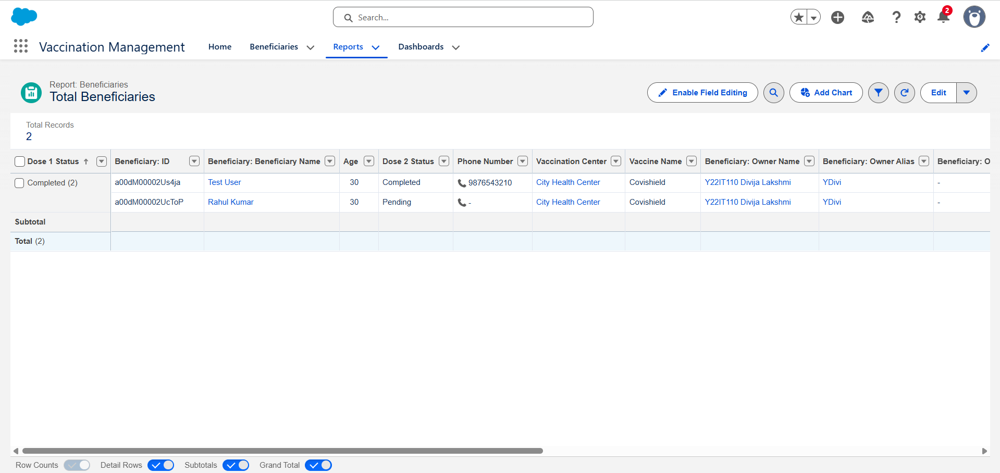 Search...
2
Vaccination Management Home Beneficiaries Reports Dashboards
Report: Beneficiaries
Total Beneficiaries
Enable Field Editing Add Chart Edit
Total Records
2
Dose 1 Status ↑ Beneficiary: ID Beneficiary: Beneficiary Name Age Dose 2 Status Phone Number Vaccination Center Vaccine Name Beneficiary: Owner Name Beneficiary: Owner Alias Beneficiary: O
Completed (2) a00dM00002Us4ja Test User 30 Completed 9876543210 City Health Center Covishield Y22IT110 Divija Lakshmi YDivi -
a00dM00002UcToP Rahul Kumar 30 Pending - City Health Center Covishield Y22IT110 Divija Lakshmi YDivi -
Subtotal
Total (2)
Row Counts Detail Rows Subtotals Grand Total